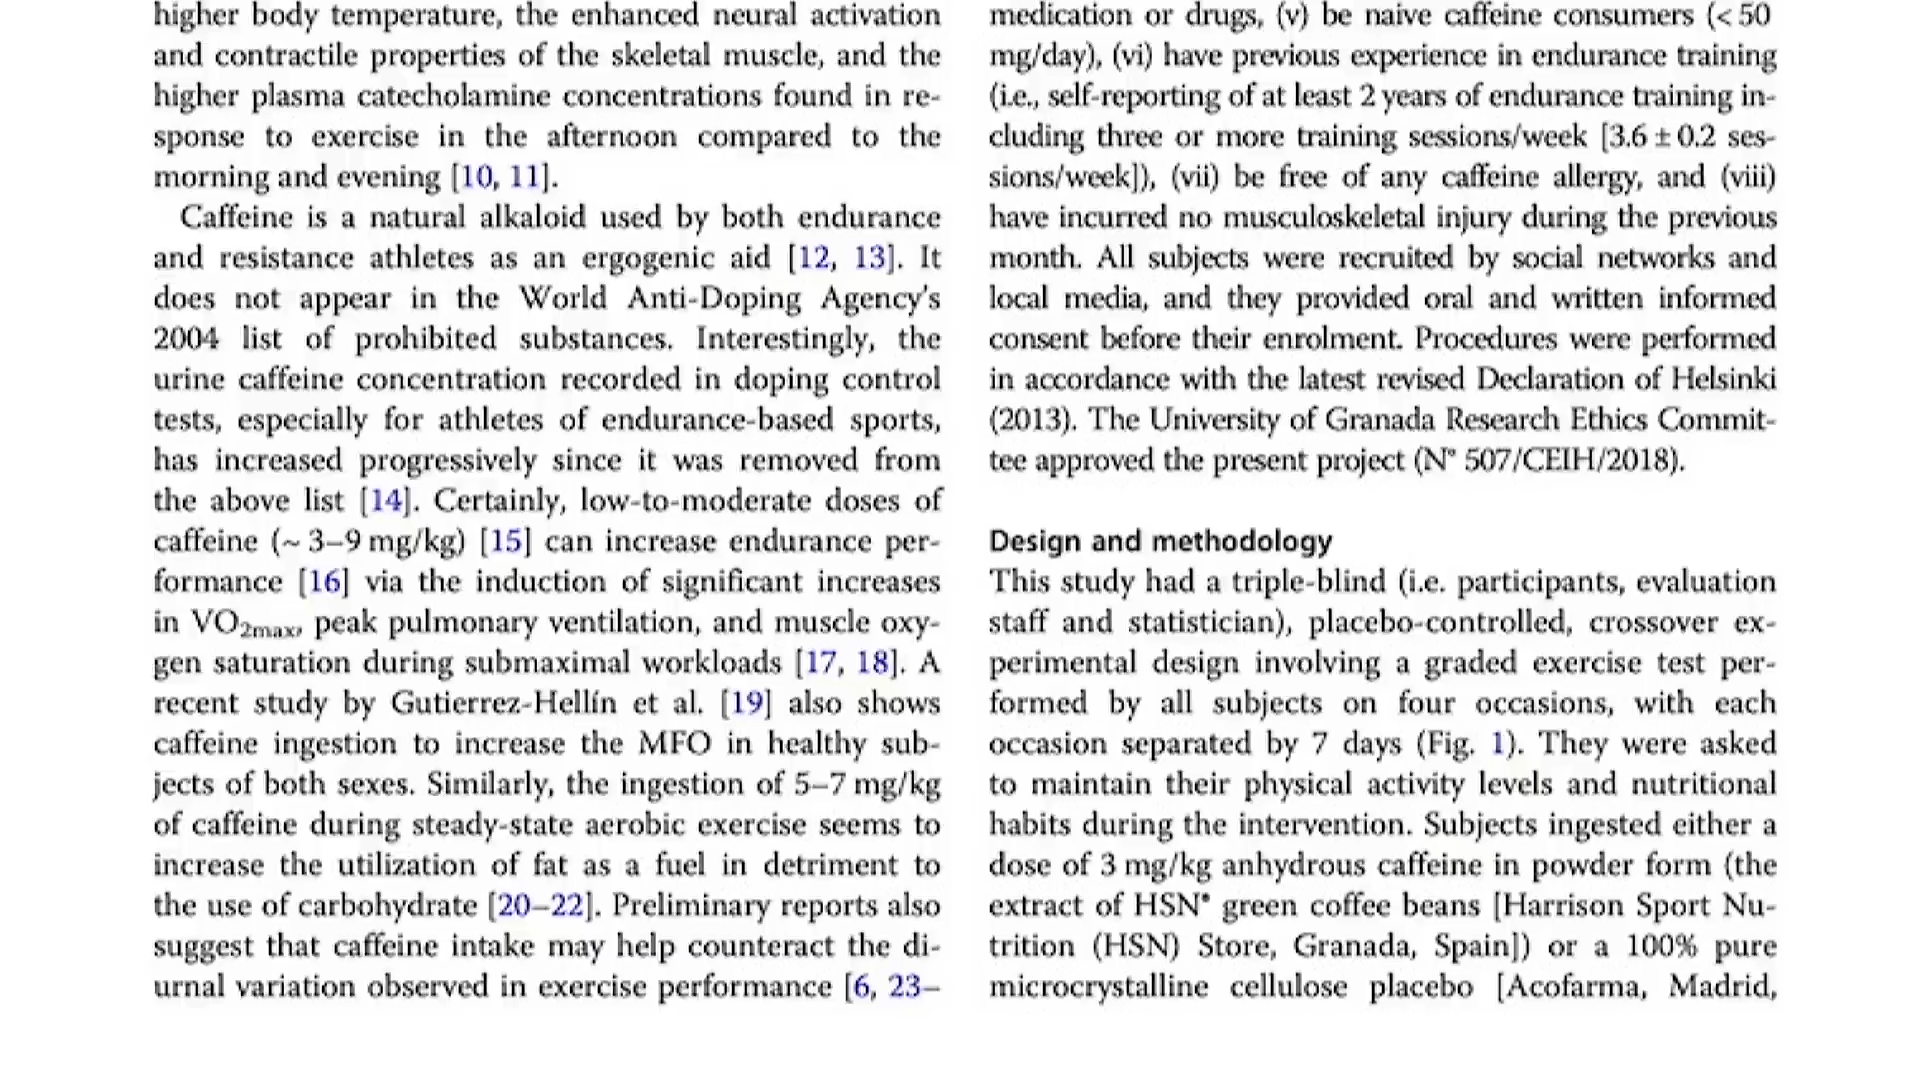 higher body temperature, the enhanced neural activation
and contractile properties of the skeletal muscle, and the
higher plasma catecholamine concentrations found in re-
sponse to exercise in the afternoon compared to the
morning and evening [10, 11].
Caffeine is a natural alkaloid used by both endurance
and resistance athletes as an ergogenic aid [12, 13]. It
does not appear in the World Anti-Doping Agency's
2004 list of prohibited substances. Interestingly, the
urine caffeine concentration recorded in doping control
tests, especially for athletes of endurance-based sports,
has increased progressively since it was removed from
the above list [14]. Certainly, low-to-moderate doses of
caffeine (~ 3–9 mg/kg) [15] can increase endurance per-
formance [16] via the induction of significant increases
in VO2max, peak pulmonary ventilation, and muscle oxy-
gen saturation during submaximal workloads [17, 18]. A
recent study by Gutierrez-Hellín et al. [19] also shows
caffeine ingestion to increase the MFO in healthy sub-
jects of both sexes. Similarly, the ingestion of 5–7 mg/kg
of caffeine during steady-state aerobic exercise seems to
increase the utilization of fat as a fuel in detriment to
the use of carbohydrate [20–22]. Preliminary reports also
suggest that caffeine intake may help counteract the di-
urnal variation observed in exercise performance [6, 23–
medication or drugs, (v) be naive caffeine consumers (< 50
mg/day), (vi) have previous experience in endurance training
(i.e., self-reporting of at least 2 years of endurance training in-
cluding three or more training sessions/week [3.6 ± 0.2 ses-
sions/week]), (vii) be free of any caffeine allergy, and (viii)
have incurred no musculoskeletal injury during the previous
month. All subjects were recruited by social networks and
local media, and they provided oral and written informed
consent before their enrolment. Procedures were performed
in accordance with the latest revised Declaration of Helsinki
(2013). The University of Granada Research Ethics Commit-
tee approved the present project (N° 507/CEIH/2018).
Design and methodology
This study had a triple-blind (i.e. participants, evaluation
staff and statistician), placebo-controlled, crossover ex-
perimental design involving a graded exercise test per-
formed by all subjects on four occasions, with each
occasion separated by 7 days (Fig. 1). They were asked
to maintain their physical activity levels and nutritional
habits during the intervention. Subjects ingested either a
dose of 3 mg/kg anhydrous caffeine in powder form (the
extract of HSN® green coffee beans [Harrison Sport Nu-
trition (HSN) Store, Granada, Spain]) or a 100% pure
microcrystalline cellulose placebo [Acofarma, Madrid,